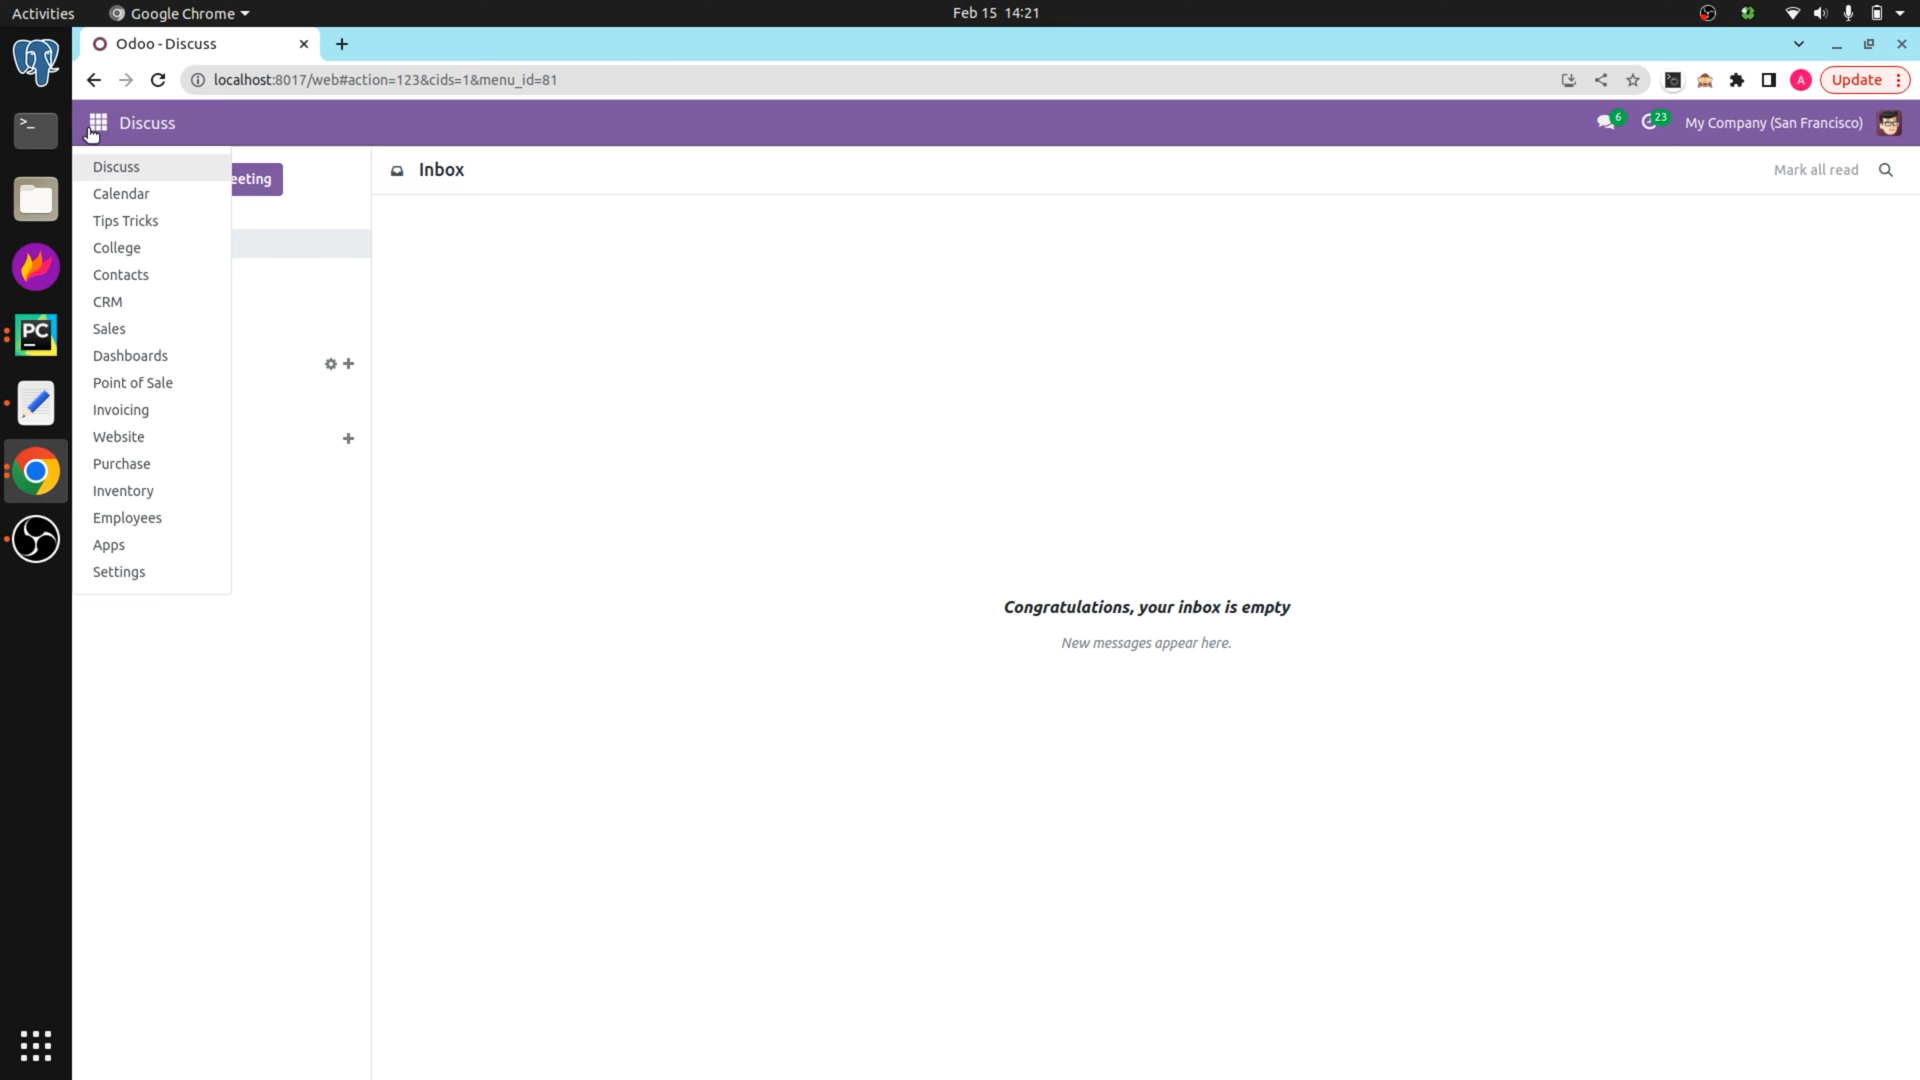 Activities Google Chrome Feb 15 14:21
Odoo - Discuss
localhost:8017/web#action=123&cids=1&menu_id=81 A Update
Discuss 6 23 My Company (San Francisco)
Discuss
eeting
Inbox Mark all read
Calendar
Tips Tricks
College
Contacts
CRM
Sales
Dashboards
Point of Sale
Invoicing
Website
Purchase
Inventory
Employees
Apps
Settings
PC
Congratulations, your inbox is empty
New messages appear here.